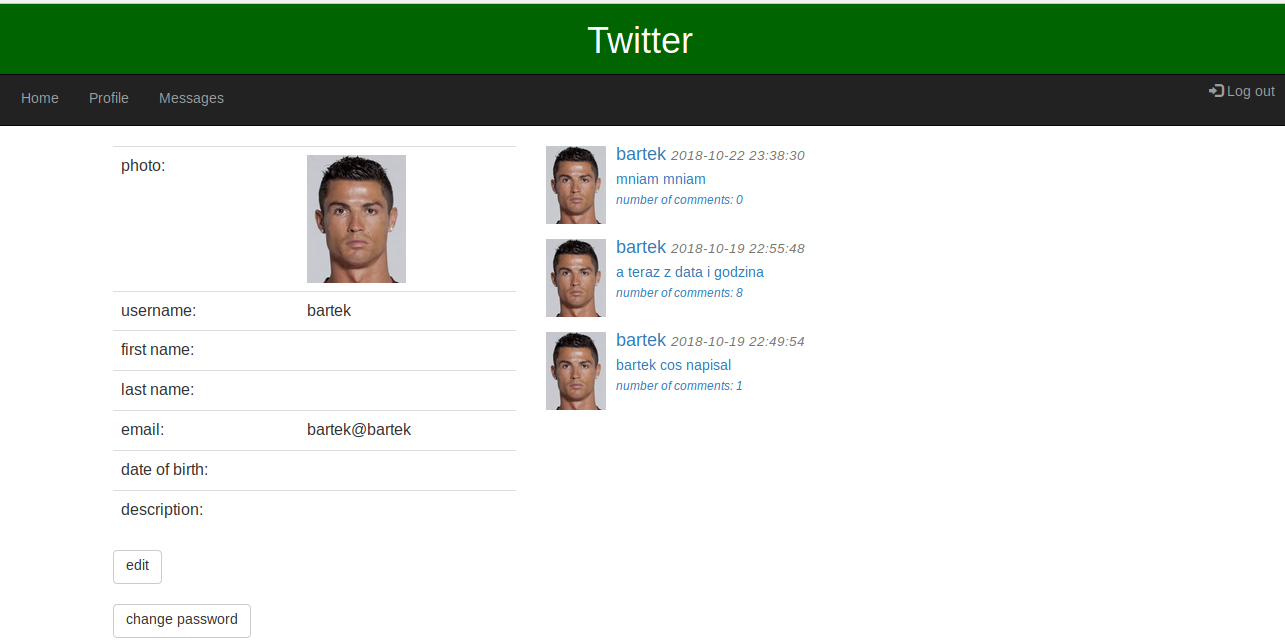 Twitter
Home Profile Messages Log out
photo:
username: bartek
first name:
last name:
email: bartek@bartek
date of birth:
description:
edit
change password
bartek 2018-10-22 23:38:30
mniam mniam
number of comments: 0
bartek 2018-10-19 22:55:48
a teraz z data i godzina
number of comments: 8
bartek 2018-10-19 22:49:54
bartek cos napisal
number of comments: 1